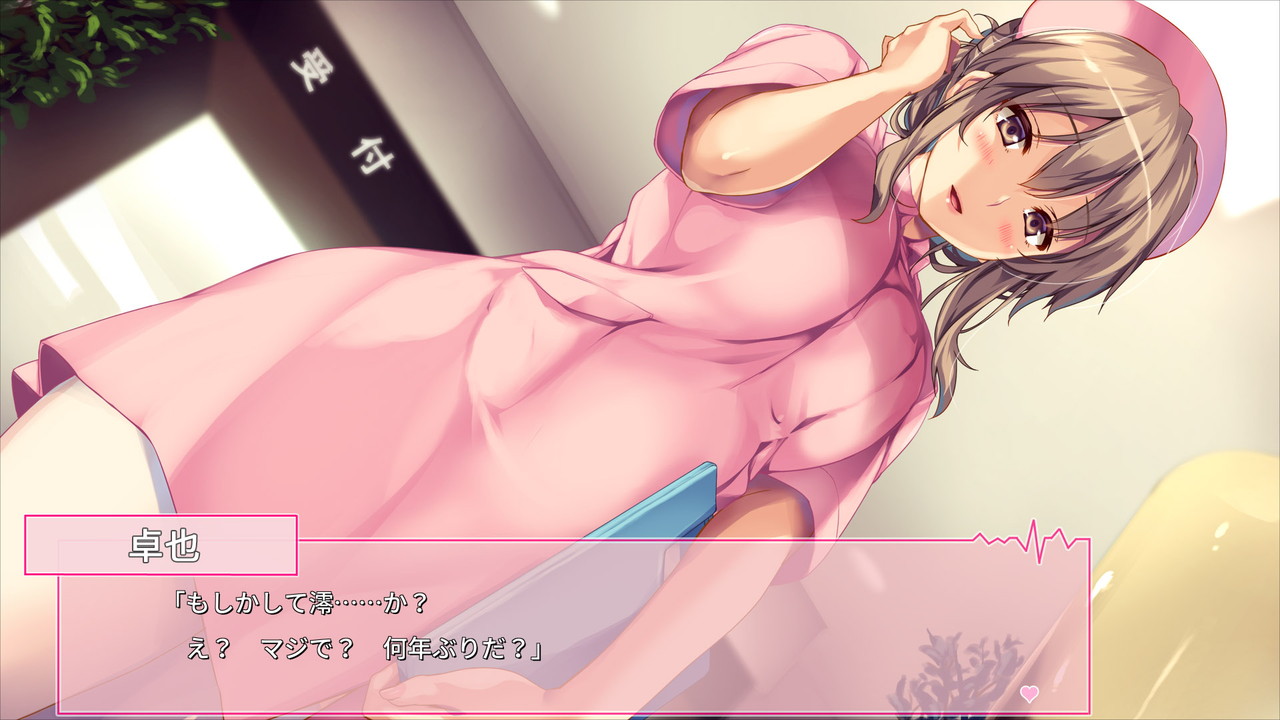 受付
卓也
「もしかして澪……か？
え？　マジで？　何年ぶりだ？」